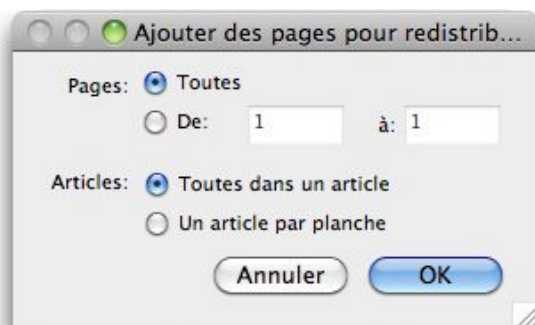 Ajouter des pages pour redistrib...
Pages: Toutes
De: 1 à: 1
Articles: Toutes dans un article
Un article par planche
Annuler OK